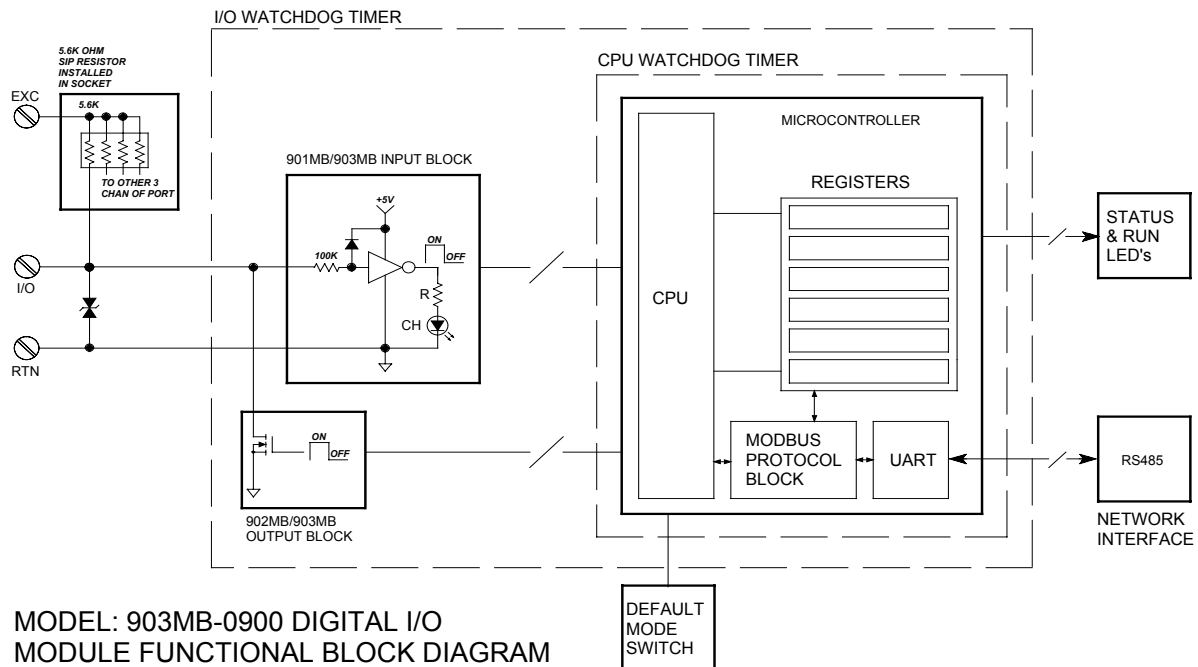 I/O WATCHDOG TIMER
5.6K OHM
SIP RESISTOR
INSTALLED
IN SOCKET
EXC
5.6K
TO OTHER 3
CHAN OF PORT
CPU WATCHDOG TIMER
MICROCONTROLLER
901MB/903MB INPUT BLOCK
REGISTERS
+5V
ON
OFF
100K
R
CH
I/O
RTN
CPU
STATUS
& RUN
LED's
ON
OFF
902MB/903MB
OUTPUT BLOCK
MODBUS
PROTOCOL
BLOCK
UART
RS485
NETWORK
INTERFACE
DEFAULT
MODE
SWITCH
MODEL: 903MB-0900 DIGITAL I/O
MODULE FUNCTIONAL BLOCK DIAGRAM